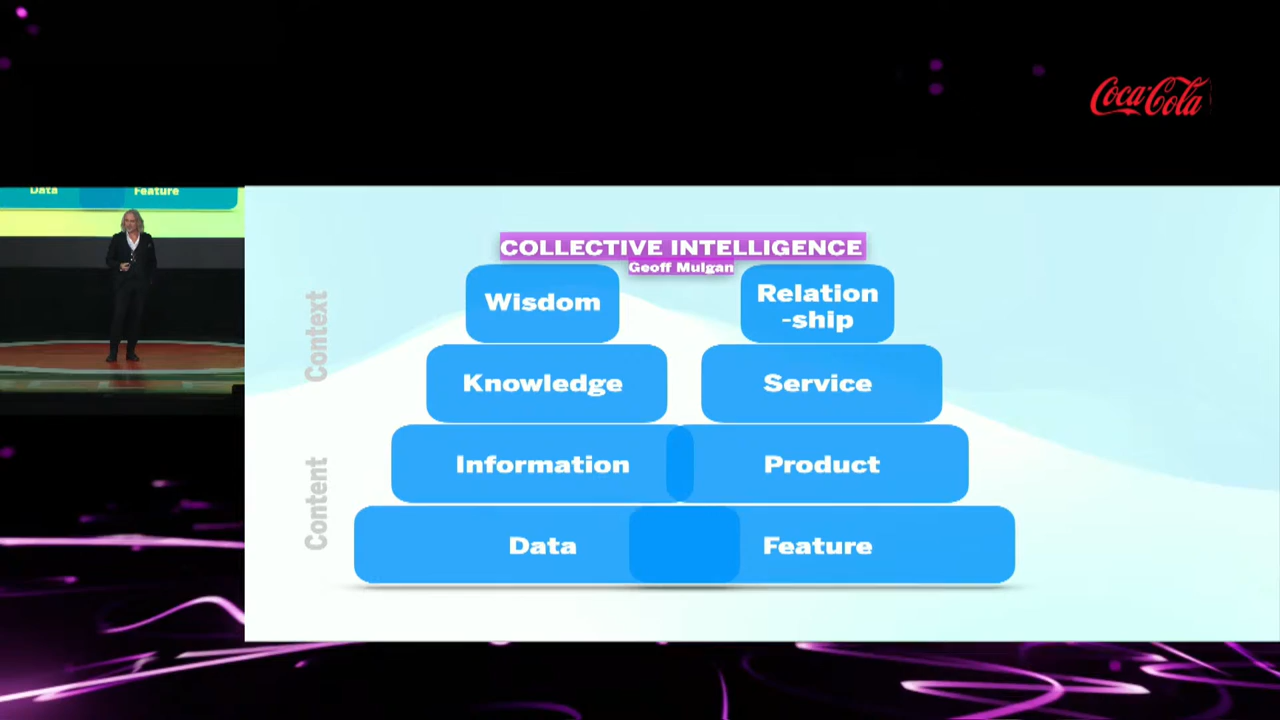 Coca-Cola
Data
Feature
COLLECTIVE INTELLIGENCE
Geoff Mulgan
Wisdom
Relation
-ship
Context
Knowledge
Service
Information
Product
Content
Data
Feature